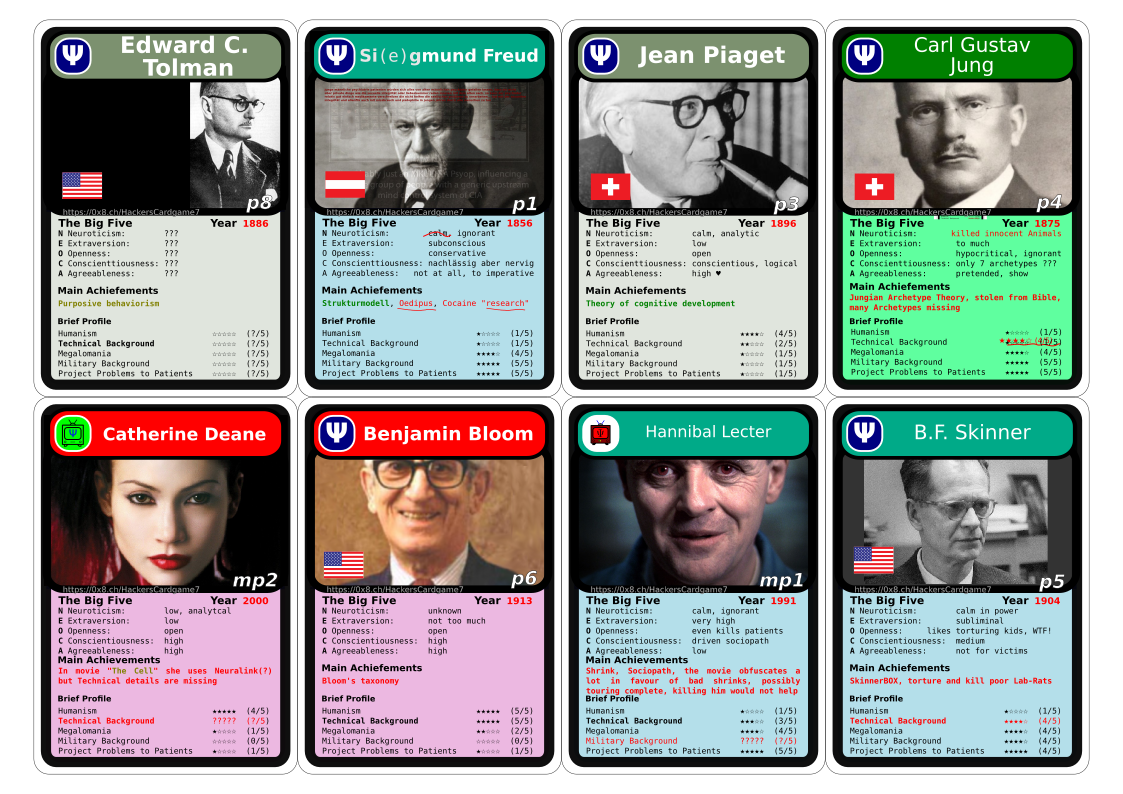 Ψ Edward C. Tolman
p8
https://0x8.ch/HackersCardgame7
The Big Five Year 1886
N Neuroticism: ???
E Extraversion: ???
O Openness: ???
C Conscienttiousness: ???
A Agreeableness: ???
Main Achiefements
Purposive behaviorism
Brief Profile
Humanism ☆☆☆☆☆ (?/5)
Technical Background ☆☆☆☆☆ (?/5)
Megalomania ☆☆☆☆☆ (?/5)
Military Background ☆☆☆☆☆ (?/5)
Project Problems to Patients ☆☆☆☆☆ (?/5)
Ψ Si(e)gmund Freud
Psyop, influencing a
with a generic upstream
p1
https://0x8.ch/HackersCardgame7
The Big Five Year 1856
N Neuroticism: calm, ignorant
E Extraversion: subconscious
O Openness: conservative
C Conscienttiousness: nachlässig aber nervig
A Agreeableness: not at all, to imperative
Main Achiefements
Strukturmodell, Oedipus, Cocaine "research"
Brief Profile
Humanism ★☆☆☆☆ (1/5)
Technical Background ★☆☆☆☆ (1/5)
Megalomania ★★★★☆ (4/5)
Military Background ★★★★★ (5/5)
Project Problems to Patients ★★★★★ (5/5)
Ψ Jean Piaget
p3
https://0x8.ch/HackersCardgame7
The Big Five Year 1896
N Neuroticism: calm, analytic
E Extraversion: low
O Openness: open
C Conscienttiousness: conscientious, logical
A Agreeableness: high ♥
Main Achiefements
Theory of cognitive development
Brief Profile
Humanism ★★★★☆ (4/5)
Technical Background ★★☆☆☆ (2/5)
Megalomania ★☆☆☆☆ (1/5)
Military Background ★☆☆☆☆ (1/5)
Project Problems to Patients ★☆☆☆☆ (1/5)
Ψ Carl Gustav Jung
p4
https://0x8.ch/HackersCardgame7
The Big Five Year 1875
N Neuroticism: killed innocent Animals
E Extraversion: to much
O Openness: hypocritical, ignorant
C Conscienttiousness: only 7 archetypes ???
A Agreeableness: pretended, show
Main Achiefements
Jungian Archetype Theory, stolen from Bible,
many Archetypes missing
Brief Profile
Humanism ★☆☆☆☆ (1/5)
Technical Background
Megalomania ★★★★☆ (4/5)
Military Background ★★★★★ (5/5)
Project Problems to Patients ★★★★★ (5/5)
Ψ Catherine Deane
mp2
https://0x8.ch/HackersCardgame7
The Big Five Year 2000
N Neuroticism: low, analytcal
E Extraversion: low
O Openness: open
C Conscientiousness: high
A Agreeableness: high
Main Achievements
In movie "The Cell" she uses Neuralink(?)
but Technical details are missing
Brief Profile
Humanism ★★★★★ (4/5)
Technical Background ????? (?/5)
Megalomania ★☆☆☆☆ (1/5)
Military Background ☆☆☆☆☆ (0/5)
Project Problems to Patients ★☆☆☆☆ (1/5)
Ψ Benjamin Bloom
p6
https://0x8.ch/HackersCardgame7
The Big Five Year 1913
N Neuroticism: unknown
E Extraversion: not too much
O Openness: open
C Conscientiousness: high
A Agreeableness: high
Main Achiefements
Bloom's taxonomy
Brief Profile
Humanism ★★★★★ (5/5)
Technical Background ★★★★★ (5/5)
Megalomania ★★☆☆☆ (2/5)
Military Background ☆☆☆☆☆ (0/5)
Project Problems to Patients ★☆☆☆☆ (1/5)
Ψ Hannibal Lecter
mp1
https://0x8.ch/HackersCardgame7
The Big Five Year 1991
N Neuroticism: calm, ignorant
E Extraversion: very high
O Openness: even kills patients
C Conscientiousness: driven sociopath
A Agreeableness: low
Main Achievements
Shrink, Sociopath, the movie obfuscates a
lot in favour of bad shrinks, possibly
touring complete, killing him would not help
Brief Profile
Humanism ★☆☆☆☆ (1/5)
Technical Background ★★★☆☆ (3/5)
Megalomania ★★★★☆ (4/5)
Military Background ????? (?/5)
Project Problems to Patients ★★★★★ (5/5)
Ψ B.F. Skinner
p5
https://0x8.ch/HackersCardgame7
The Big Five Year 1904
N Neuroticism: calm in power
E Extraversion: subliminal
O Openness: likes torturing kids, WTF!
C Conscientiousness: medium
A Agreeableness: not for victims
Main Achiefements
SkinnerBOX, torture and kill poor Lab-Rats
Brief Profile
Humanism ★☆☆☆☆ (1/5)
Technical Background ★★★★☆ (4/5)
Megalomania ★★★★☆ (4/5)
Military Background ★★★★☆ (4/5)
Project Problems to Patients ★★★★★ (4/5)